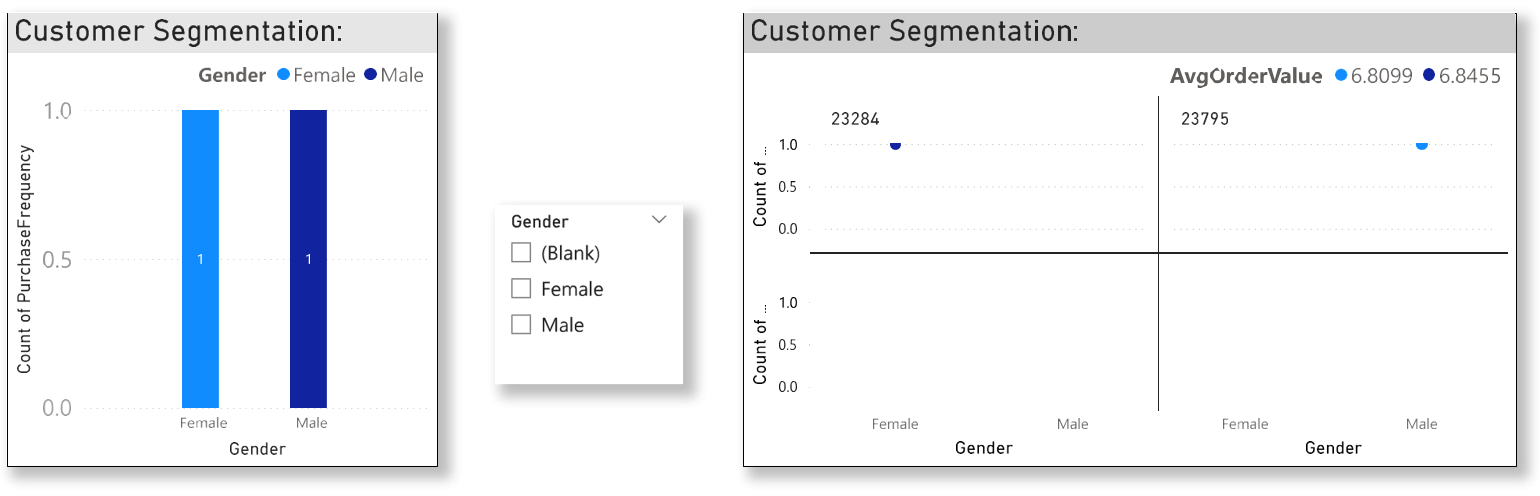 Customer Segmentation:
Gender Female Male
1.0
0.5
0.0
Count of PurchaseFrequency
1 1
Female Male
Gender
Gender
(Blank)
Female
Male
Customer Segmentation:
AvgOrderValue 6.8099 6.8455
23284 23795
Count of ...
1.0
0.5
0.0
Count of ...
1.0
0.5
0.0
Female Male Female Male
Gender Gender